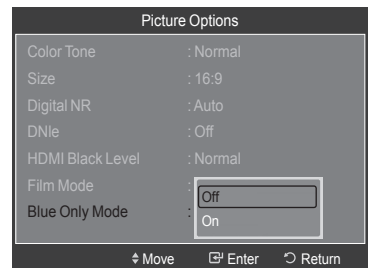 Picture Options
Color Tone : Normal
Size : 16:9
Digital NR : Auto
DNIe : Off
HDMI Black Level : Normal
Film Mode :
Off
Blue Only Mode :
On
Move Enter Return